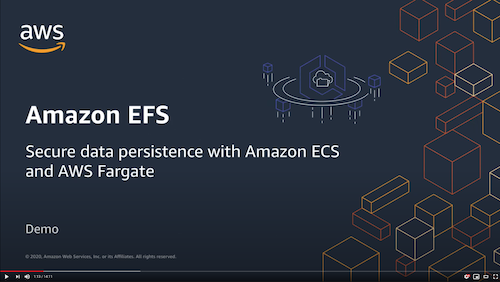 aws
Amazon EFS
Secure data persistence with Amazon ECS
and AWS Fargate
Demo
© 2020, Amazon Web Services, Inc. or its Affiliates. All rights reserved.